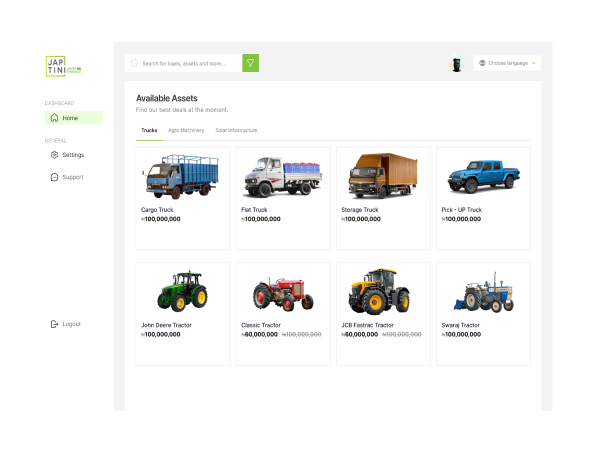 JAP
TINI
DASHBOARD
Home
GENERAL
Settings
Support
Logout
Search for loans, assets and more...
Choose language
Available Assets
Find our best deals at the moment.
Trucks Agro Machinery Solar Infastructure
Cargo Truck
₦100,000,000
Flat Truck
₦100,000,000
Storage Truck
₦100,000,000
Pick - UP Truck
₦100,000,000
John Deere Tractor
₦100,000,000
Classic Tractor
₦60,000,000 ₦100,000,000
JCB Fastrac Tractor
₦60,000,000 ₦100,000,000
Swaraj Tractor
₦100,000,000